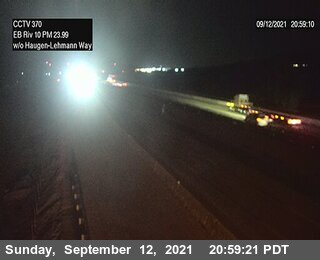 CCTV 370
EB Riv 10 PM 23.99
w/o Haugen-Lehmann Way
09/12/2021 20:59:10
Sunday, September 12, 2021 20:59:21 PDT